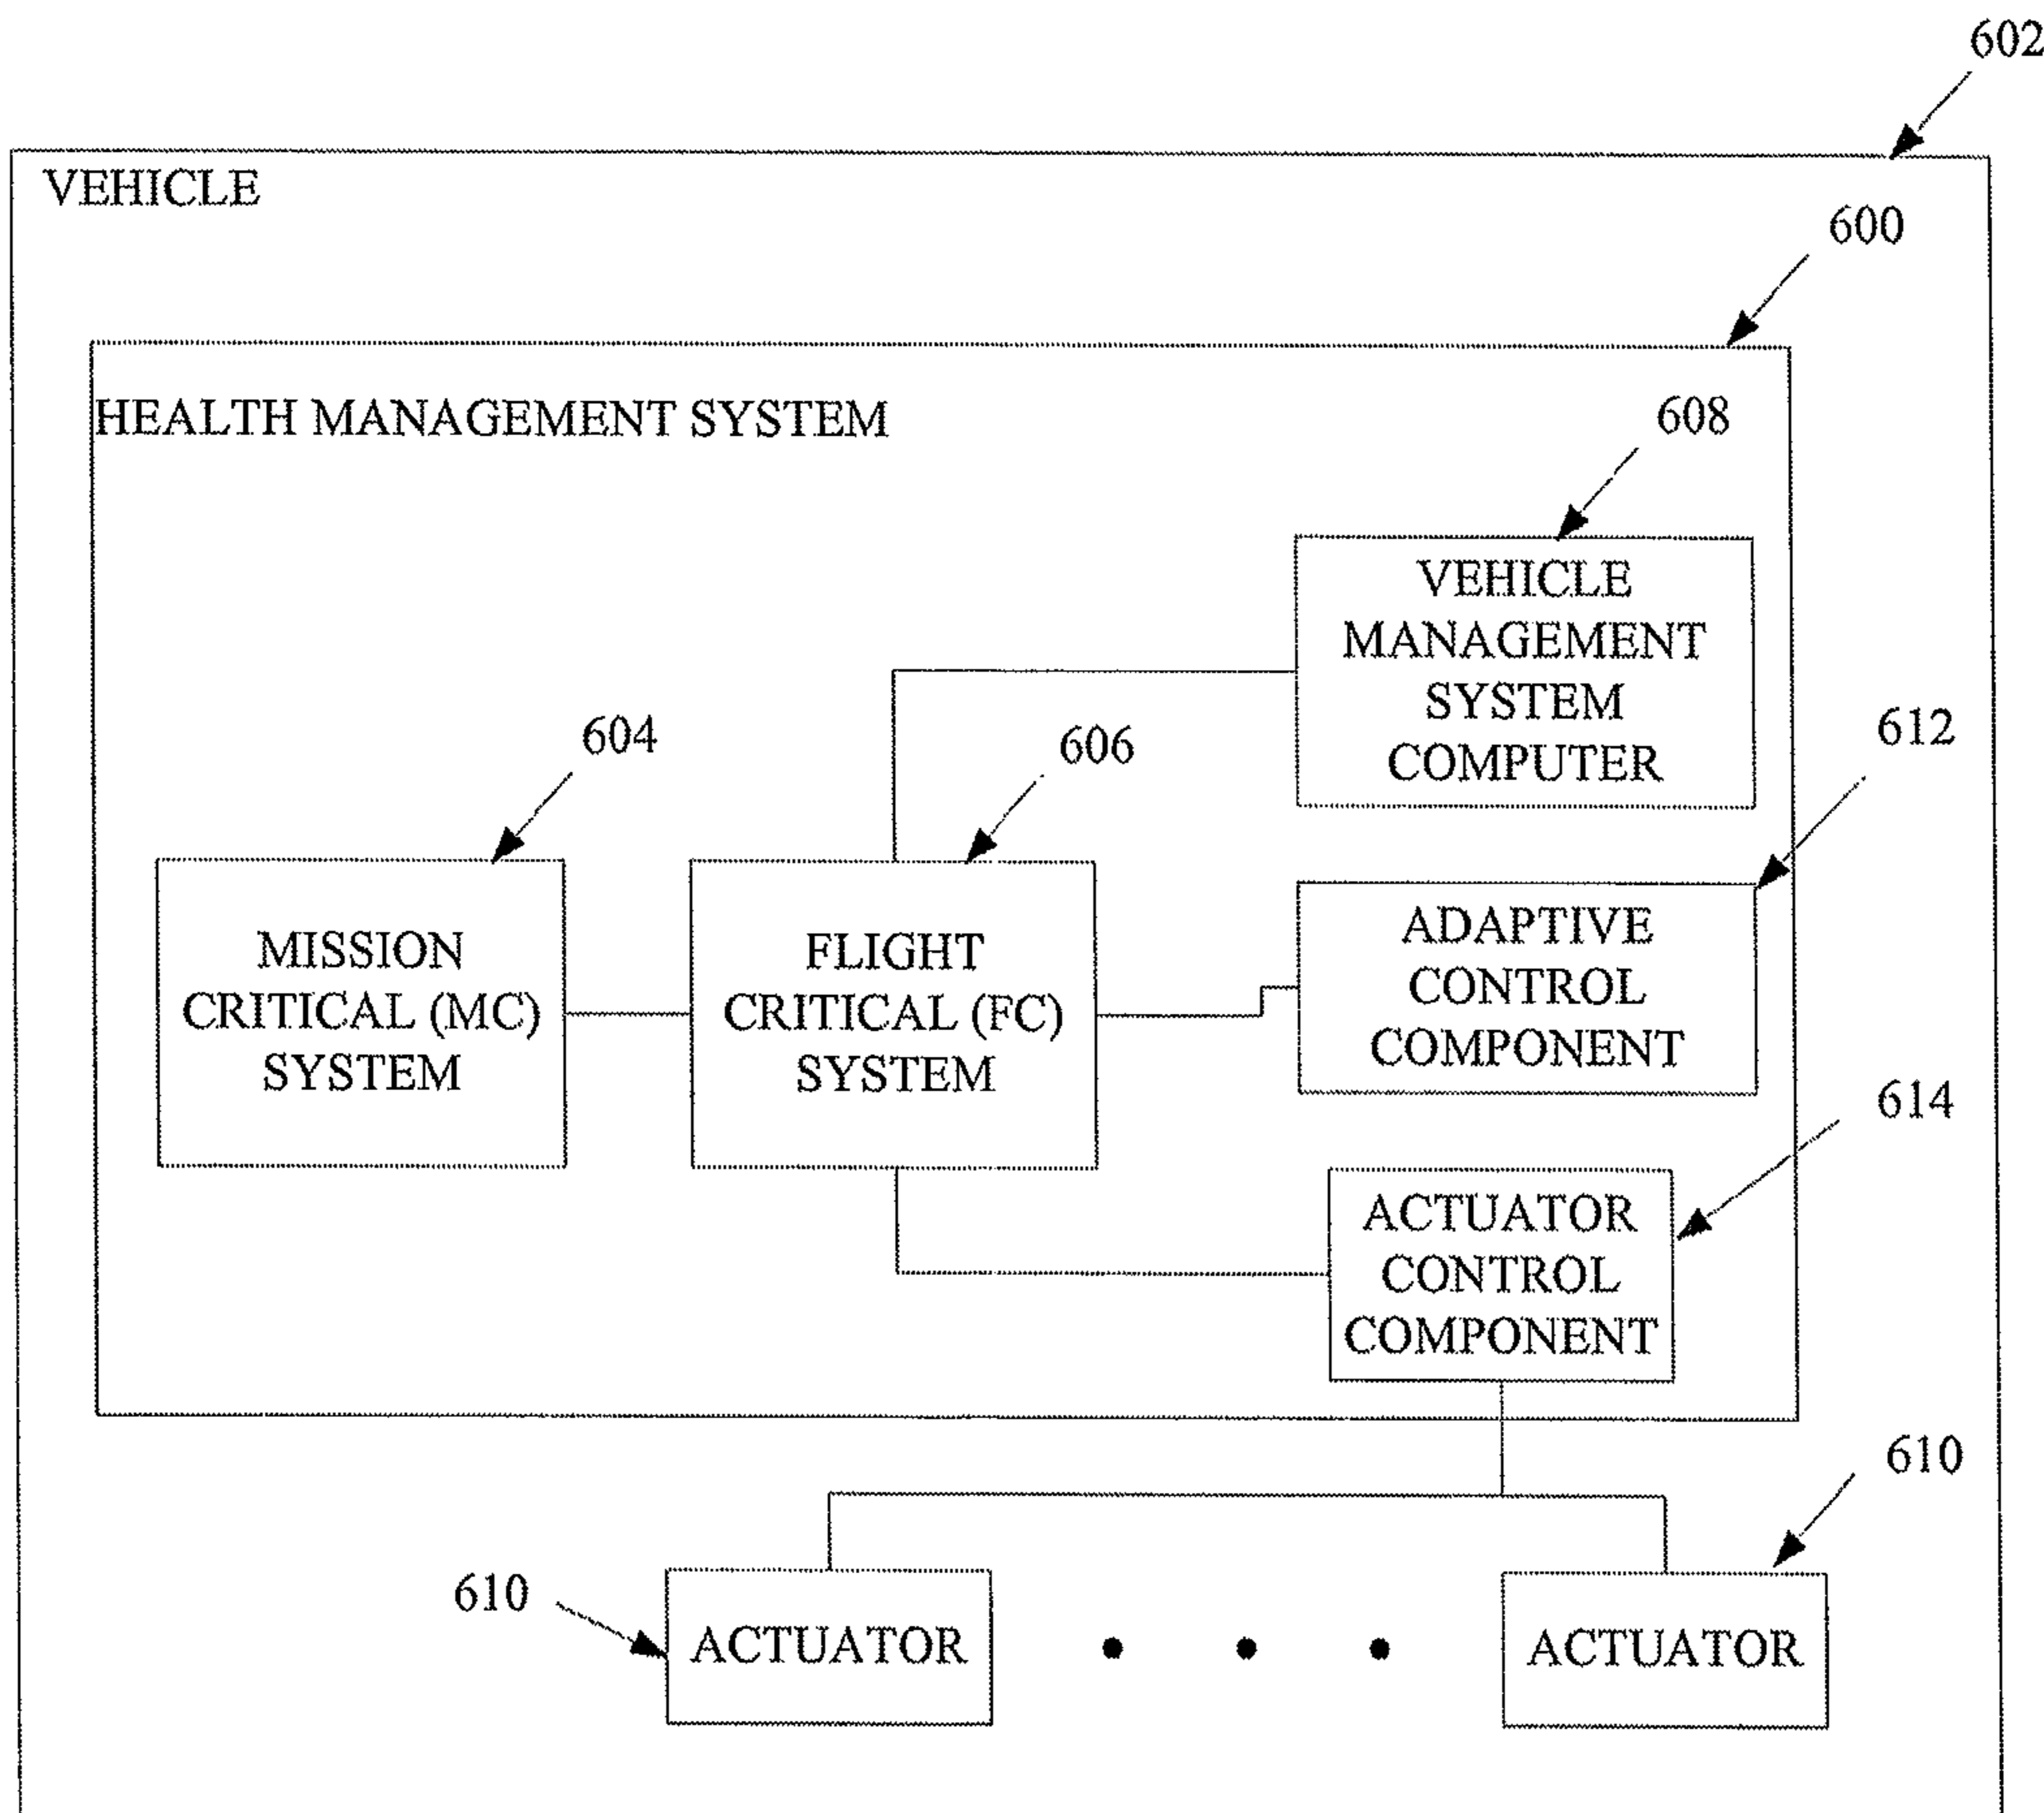 602
VEHICLE
600
HEALTH MANAGEMENT SYSTEM
608
VEHICLE
MANAGEMENT
SYSTEM
COMPUTER
604
606
612
MISSION
CRITICAL (MC)
SYSTEM
FLIGHT
CRITICAL (FC)
SYSTEM
ADAPTIVE
CONTROL
COMPONENT
614
ACTUATOR
CONTROL
COMPONENT
610
610
ACTUATOR
ACTUATOR